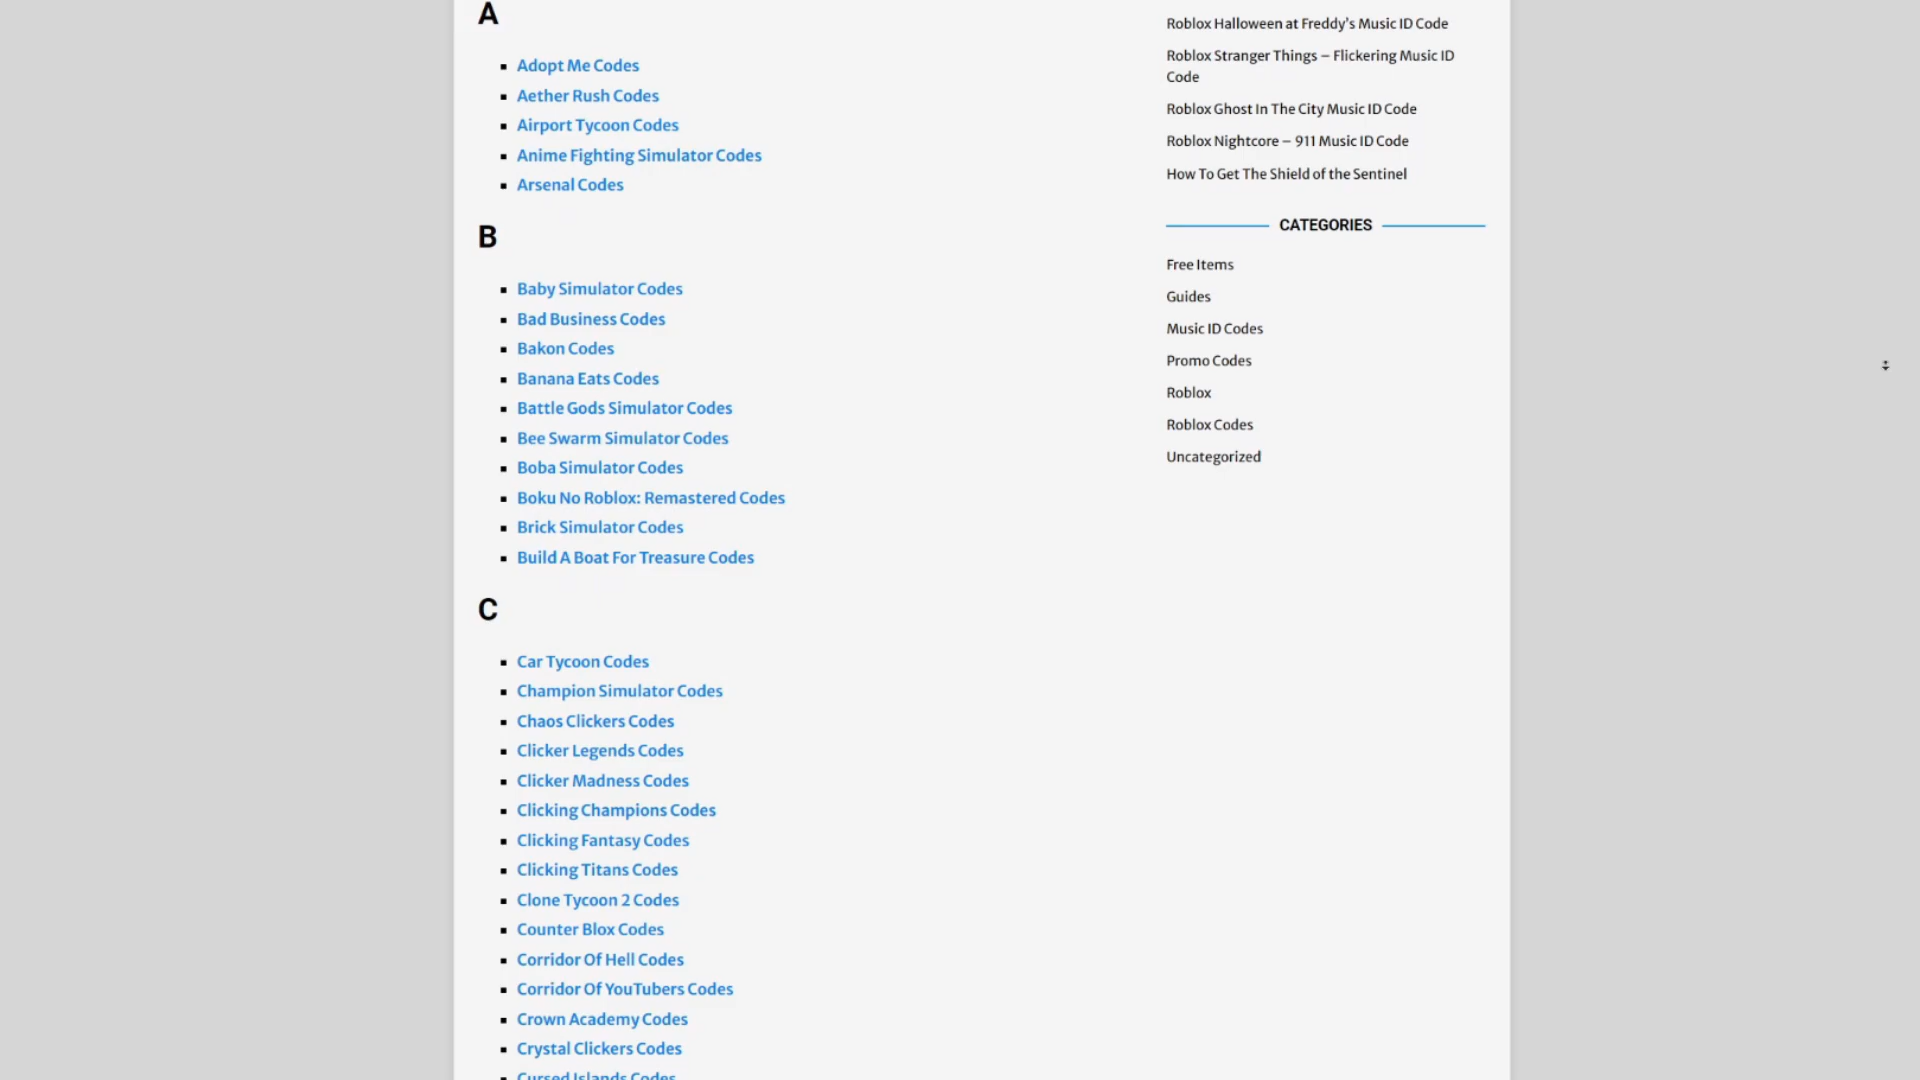 A
Adopt Me Codes
Aether Rush Codes
Airport Tycoon Codes
Anime Fighting Simulator Codes
Arsenal Codes
B
Baby Simulator Codes
Bad Business Codes
Bakon Codes
Banana Eats Codes
Battle Gods Simulator Codes
Bee Swarm Simulator Codes
Boba Simulator Codes
Boku No Roblox: Remastered Codes
Brick Simulator Codes
Build A Boat For Treasure Codes
C
Car Tycoon Codes
Champion Simulator Codes
Chaos Clickers Codes
Clicker Legends Codes
Clicker Madness Codes
Clicking Champions Codes
Clicking Fantasy Codes
Clicking Titans Codes
Clone Tycoon 2 Codes
Counter Blox Codes
Corridor Of Hell Codes
Corridor Of YouTubers Codes
Crown Academy Codes
Crystal Clickers Codes
Cursed Islands Codes
Roblox Halloween at Freddy’s Music ID Code
Roblox Stranger Things – Flickering Music ID
Code
Roblox Ghost In The City Music ID Code
Roblox Nightcore – 911 Music ID Code
How To Get The Shield of the Sentinel
CATEGORIES
Free Items
Guides
Music ID Codes
Promo Codes
Roblox
Roblox Codes
Uncategorized